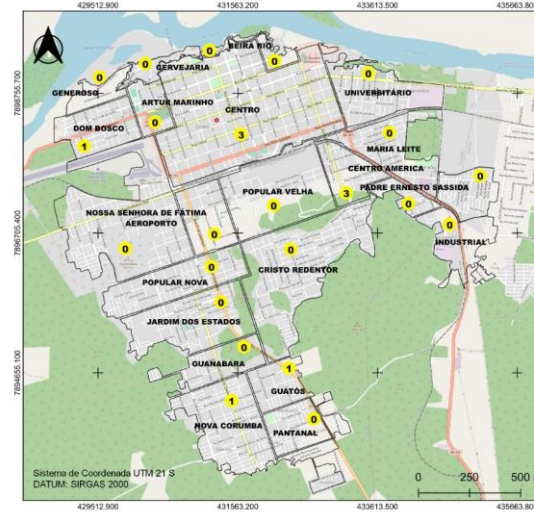 429512.900 431563.200 433613.500 435663.80
7898755.700
7896705.400
7894655.100
BEIRA RIO
0
0
CERVEJARIA
0
0
0
GENEROSO
UNIVERSITÁRIO
0
ARTUR MARINHO
CENTRO
DOM BOSCO
0
3
0
1
MARIA LEITE
CENTRO AMERICA
POPULAR VELHA
PADRE ERNESTO SASSIDA
0
3
0
0
NOSSA SENHORA DE FÁTIMA
AEROPORTO
0
0
0
0
INDUSTRIAL
POPULAR NOVA
0
CRISTO REDENTOR
0
JARDIM DOS ESTADOS
0
GUANABARA
1
GUATÓS
1
NOVA CORUMBA
0
PANTANAL
Sistema de Coordenada UTM 21 S
DATUM: SIRGAS 2000
0 250 500
429512.900 431563.200 433613.500 435663.80